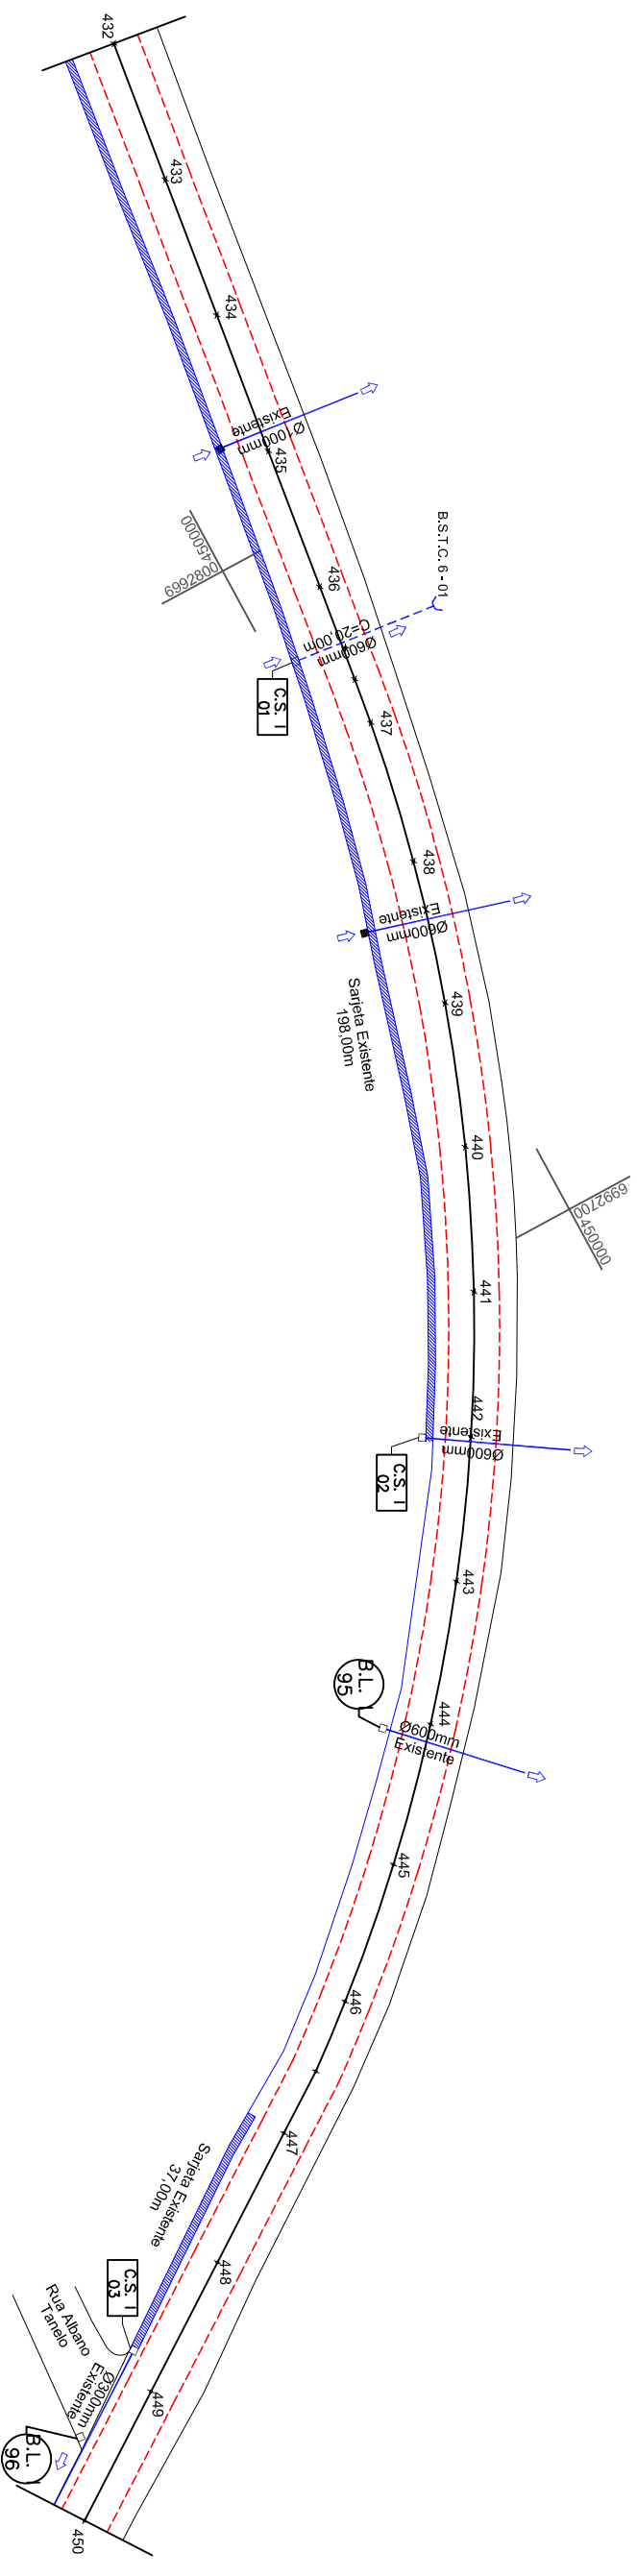 432
433
434
Existente
Ø1000mm
435
450000
6992800
B.S.T.C. 6 - 01
436
C=20,00m
Ø600mm
C.S. I
01
437
438
Existente
Ø600mm
Sarjeta Existente
198,00m
439
440
6992700
450000
441
442
Existente
Ø600mm
C.S. I
02
443
B.L. I
95
444
Ø600mm
Existente
445
446
447
Sarjeta Existente
37,00m
448
C.S. I
03
Rua Albano
Tanelo
Ø300mm
Existente
449
B.L. I
96
450